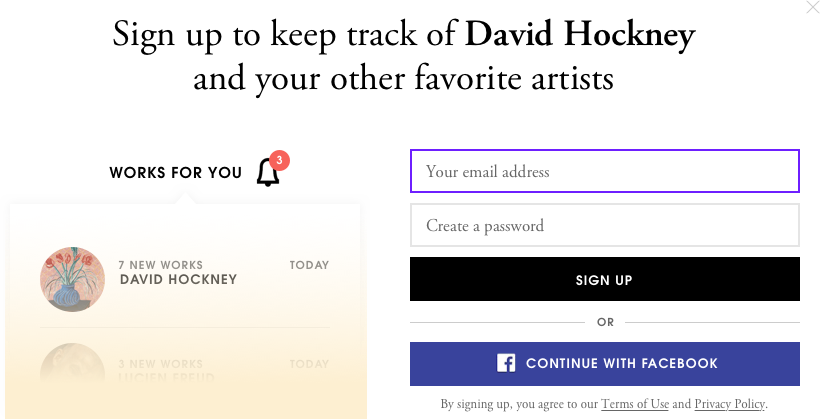 Sign up to keep track of David Hockney
and your other favorite artists
WORKS FOR YOU
3
7 NEW WORKS
TODAY
DAVID HOCKNEY
3 NEW WORKS
TODAY
LUCIEN FREUD
Your email address
Create a password
SIGN UP
OR
CONTINUE WITH FACEBOOK
By signing up, you agree to our Terms of Use and Privacy Policy.